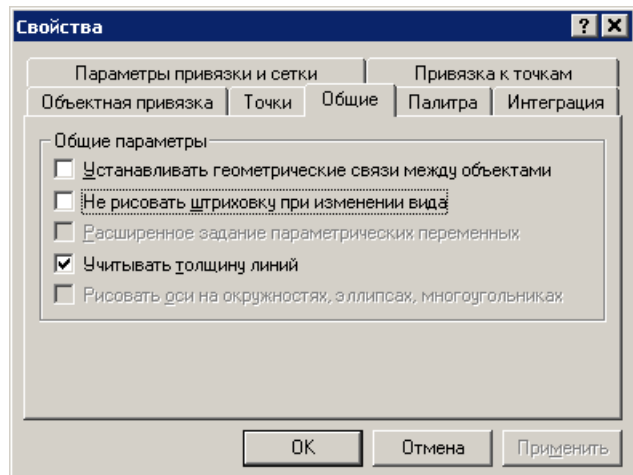 Свойства
Параметры привязки и сетки Привязка к точкам
Объектная привязка Точки Общие Палитра Интеграция
Общие параметры
Устанавливать геометрические связи между объектами
Не рисовать штриховку при изменении вида
Расширенное задание параметрических переменных
Учитывать толщину линий
Рисовать оси на окружностях, эллипсах, многоугольниках
OK Отмена Применить